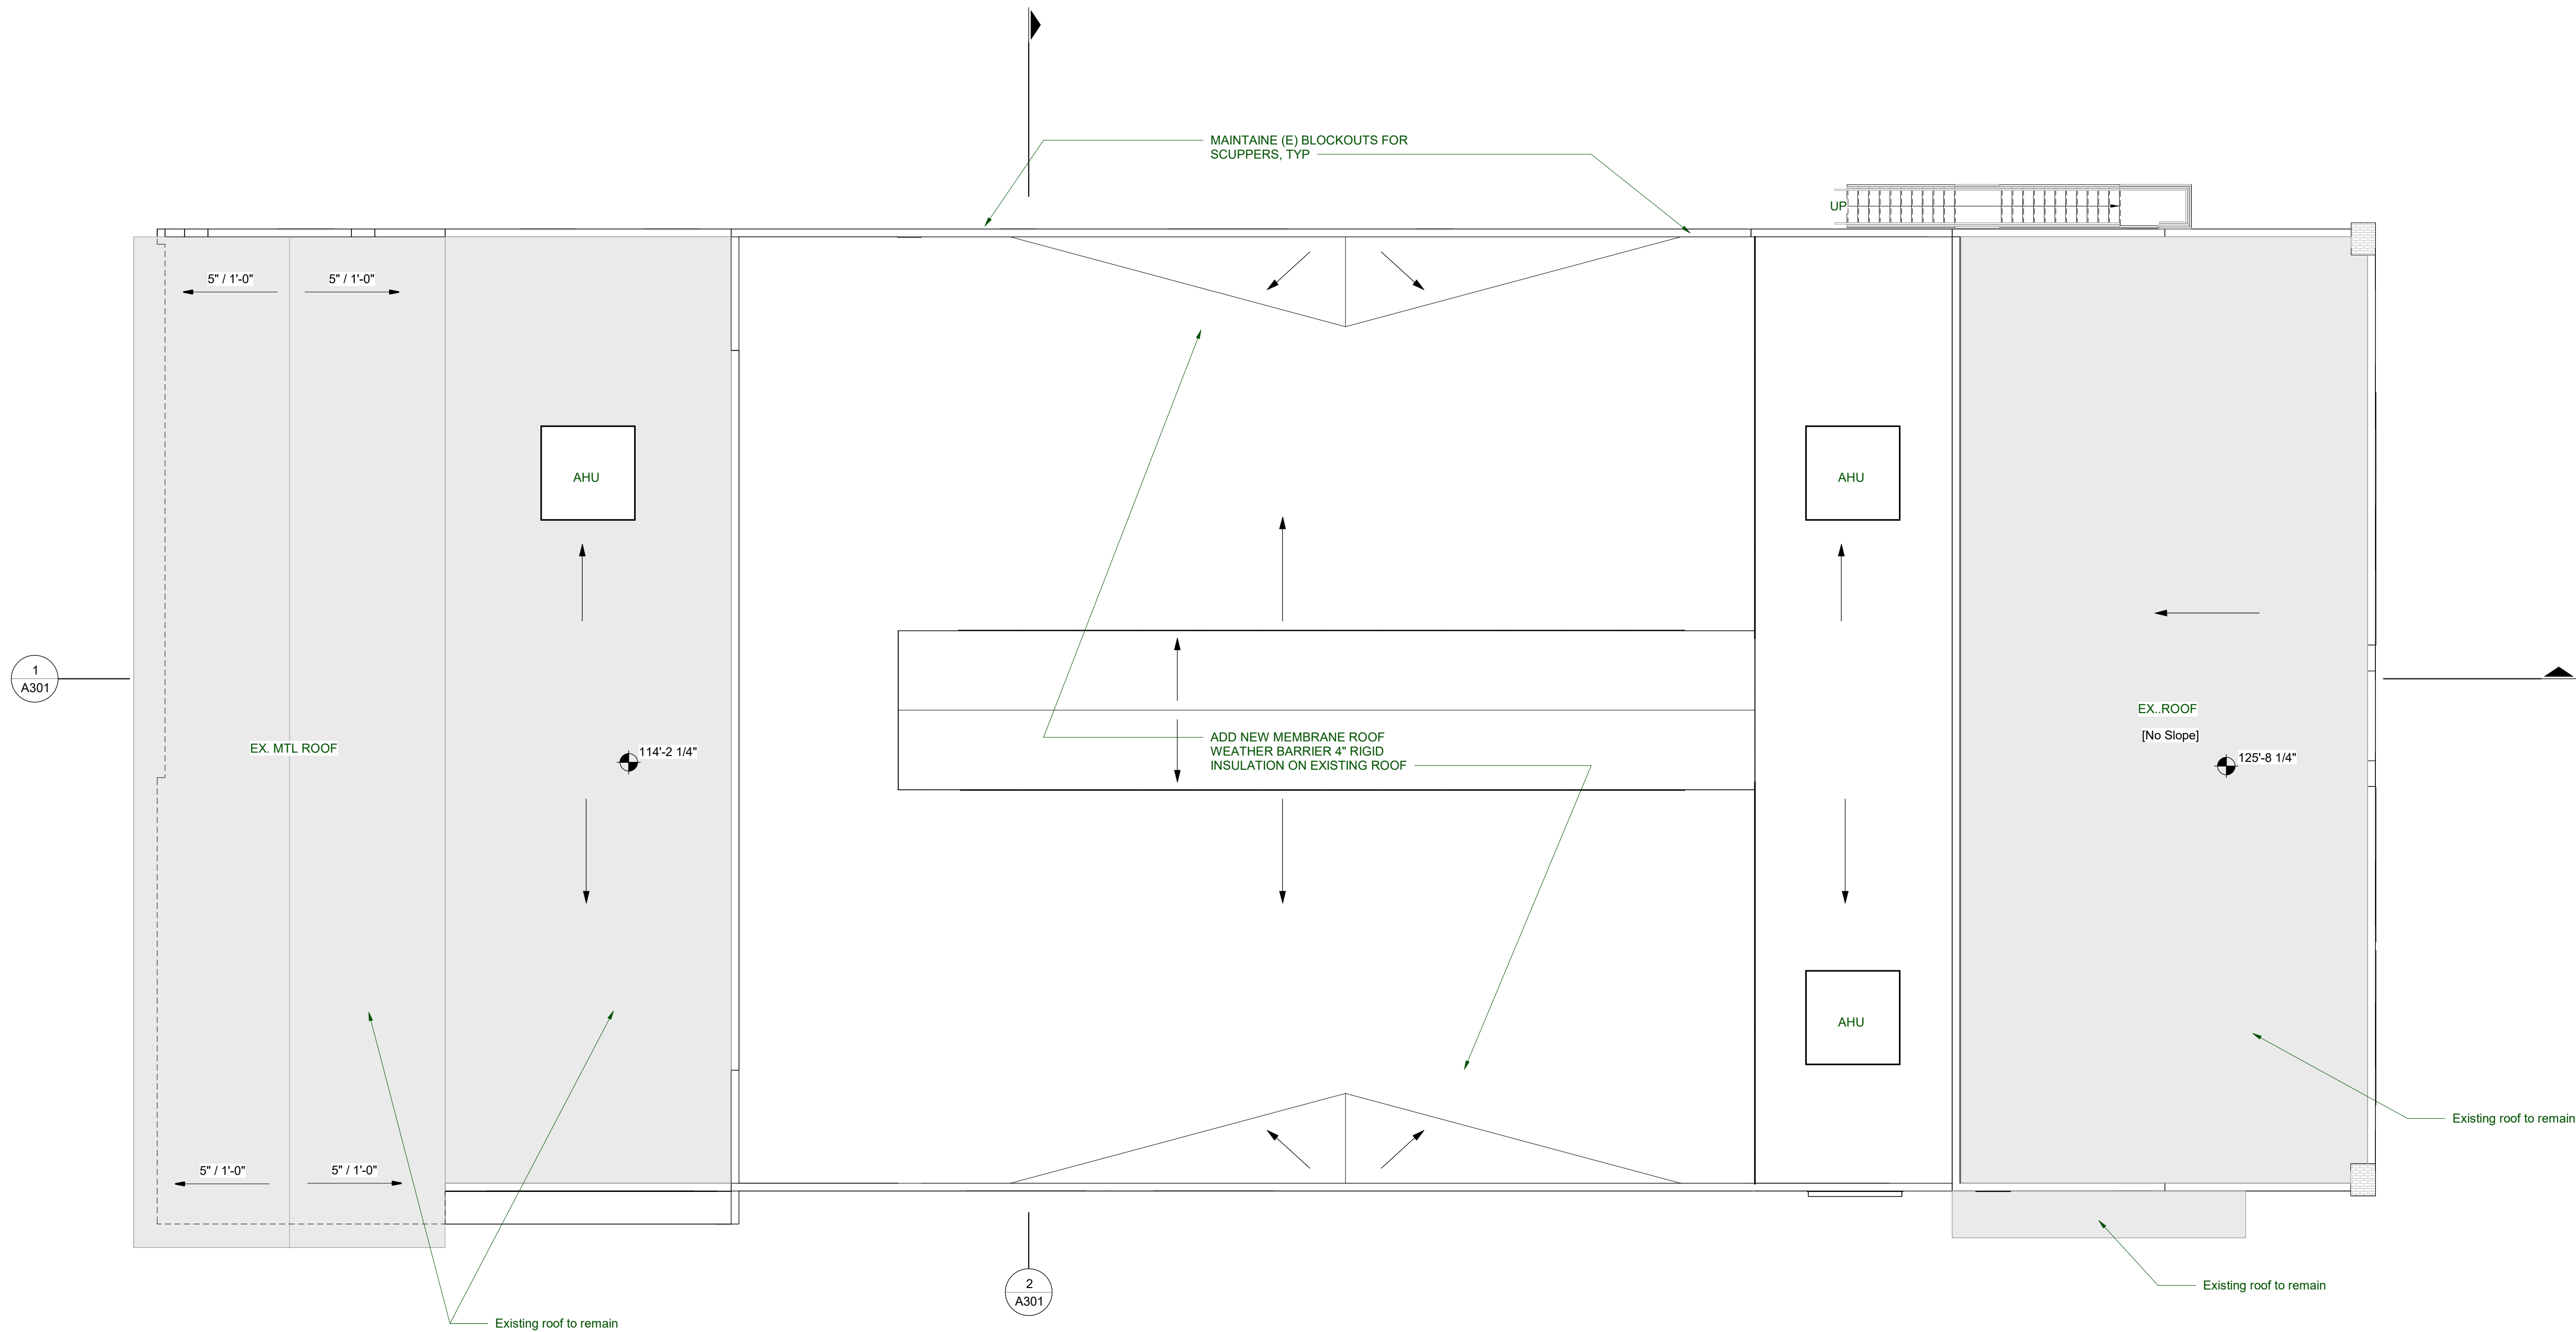 MAINTAINE (E) BLOCKOUTS FOR
SCUPPERS, TYP
UP
5" / 1'-0"
5" / 1'-0"
AHU
AHU
1
A301
EX. MTL ROOF
114'-2 1/4"
ADD NEW MEMBRANE ROOF
WEATHER BARRIER 4" RIGID
INSULATION ON EXISTING ROOF
EX..ROOF
[No Slope]
125'-8 1/4"
AHU
Existing roof to remain
5" / 1'-0"
5" / 1'-0"
2
A301
Existing roof to remain
Existing roof to remain